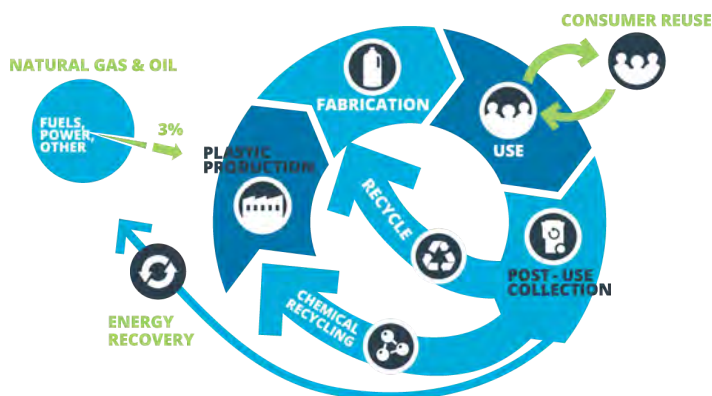 CONSUMER REUSE
NATURAL GAS & OIL
FUELS,
POWER,
OTHER
3%
PLASTIC
PRODUCTION
FABRICATION
USE
RECYCLE
POST - USE
COLLECTION
CHEMICAL
RECYCLING
ENERGY
RECOVERY